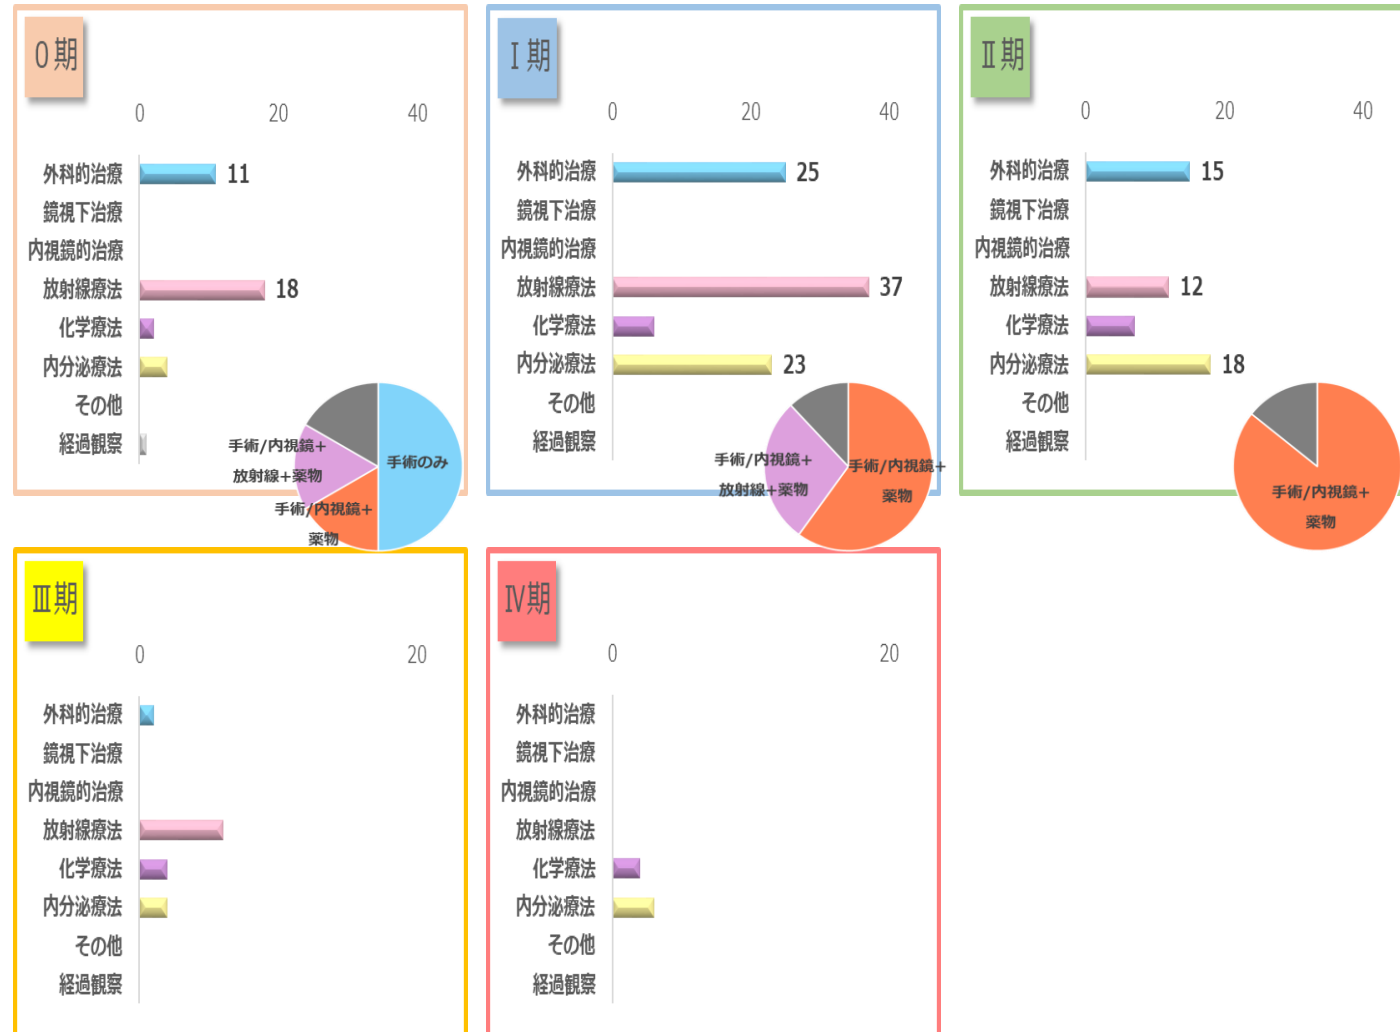 0期
0 20 40
外科的治療 11
鏡視下治療
内視鏡的治療
放射線療法 18
化学療法
内分泌療法
その他
経過観察
手術/内視鏡+
放射線+薬物
手術のみ
手術/内視鏡+
薬物
Ⅰ期
0 20 40
外科的治療 25
鏡視下治療
内視鏡的治療
放射線療法 37
化学療法
内分泌療法 23
その他
経過観察
手術/内視鏡+
放射線+薬物
手術/内視鏡+
薬物
Ⅱ期
0 20 40
外科的治療 15
鏡視下治療
内視鏡的治療
放射線療法 12
化学療法
内分泌療法 18
その他
経過観察
手術/内視鏡+
薬物
Ⅲ期
0 20
外科的治療
鏡視下治療
内視鏡的治療
放射線療法
化学療法
内分泌療法
その他
経過観察
Ⅳ期
0 20
外科的治療
鏡視下治療
内視鏡的治療
放射線療法
化学療法
内分泌療法
その他
経過観察